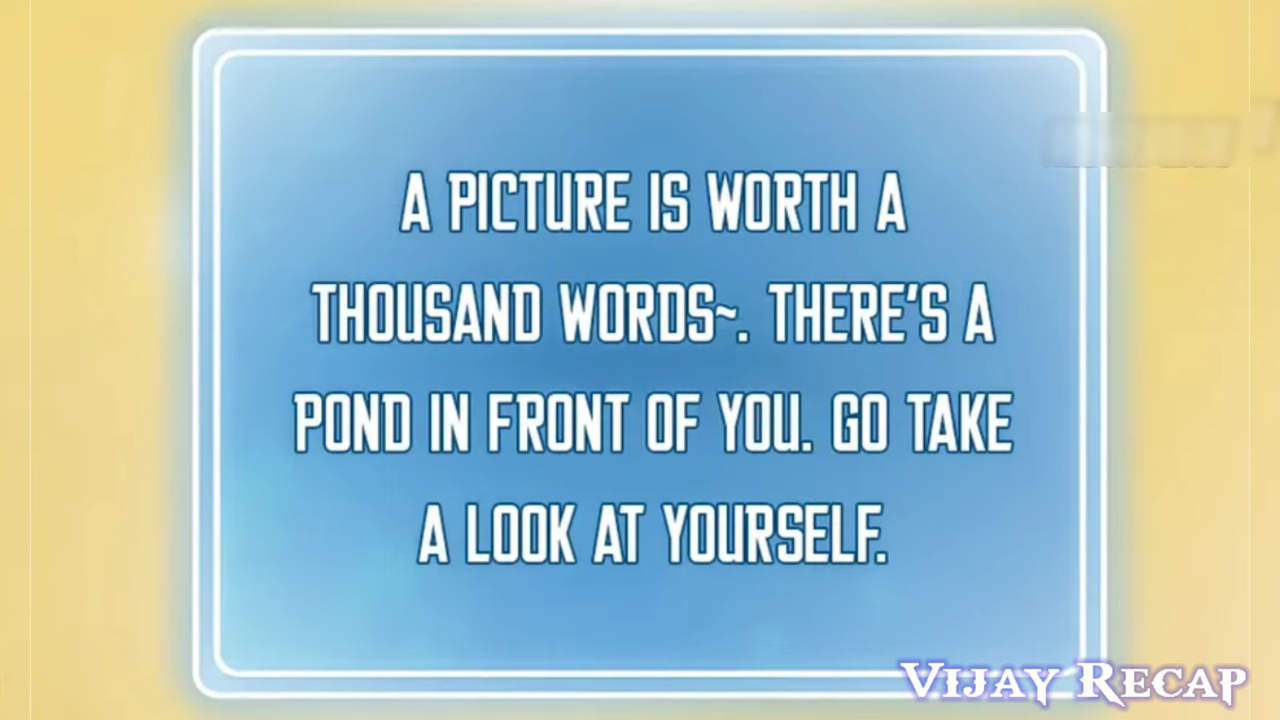 A PICTURE IS WORTH A
THOUSAND WORDS~. THERE'S A
POND IN FRONT OF YOU. GO TAKE
A LOOK AT YOURSELF.
VIJAY RECAP